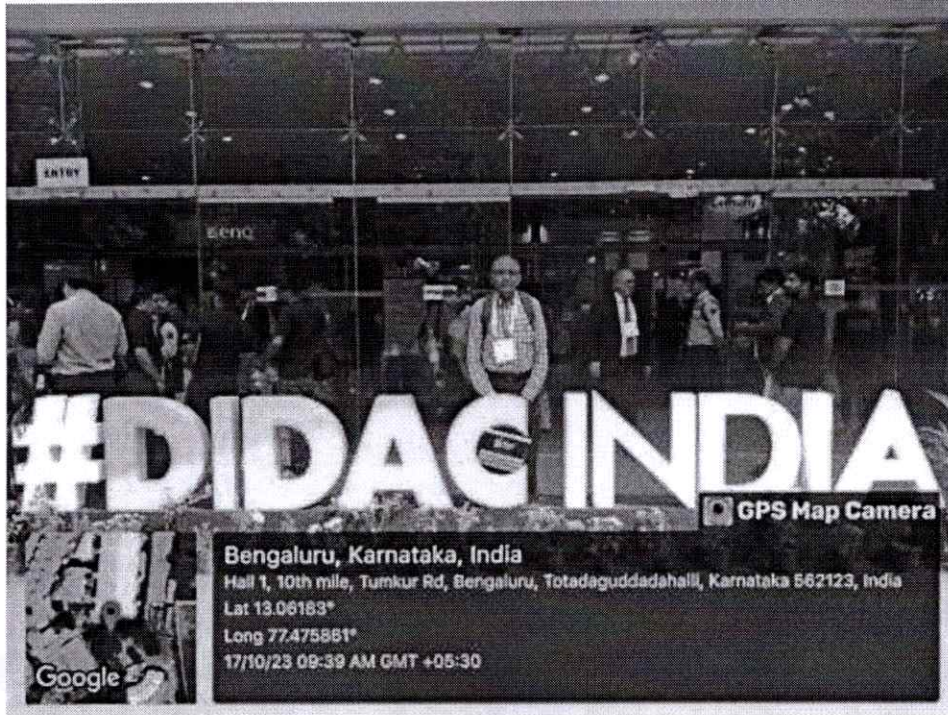 ENTRY
BenQ
#DIDAC INDIA
GPS Map Camera
Bengaluru, Karnataka, India
Hall 1, 10th mile, Tumkur Rd, Bengaluru, Totadaguddadahalli, Karnataka 562123, India
Lat 13.06183°
Long 77.475861°
17/10/23 09:39 AM GMT +05:30
Google